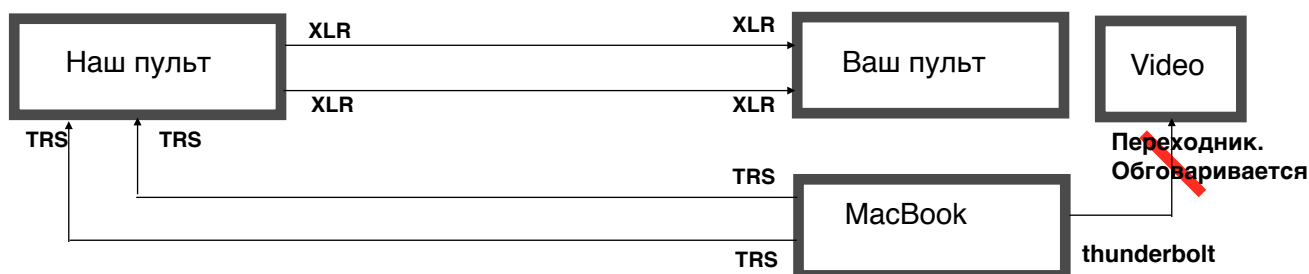 XLR
XLR
Наш пульт
Ваш пульт
Video
XLR
XLR
TRS
TRS
Переходник.
Обговаривается
TRS
MacBook
TRS
thunderbolt